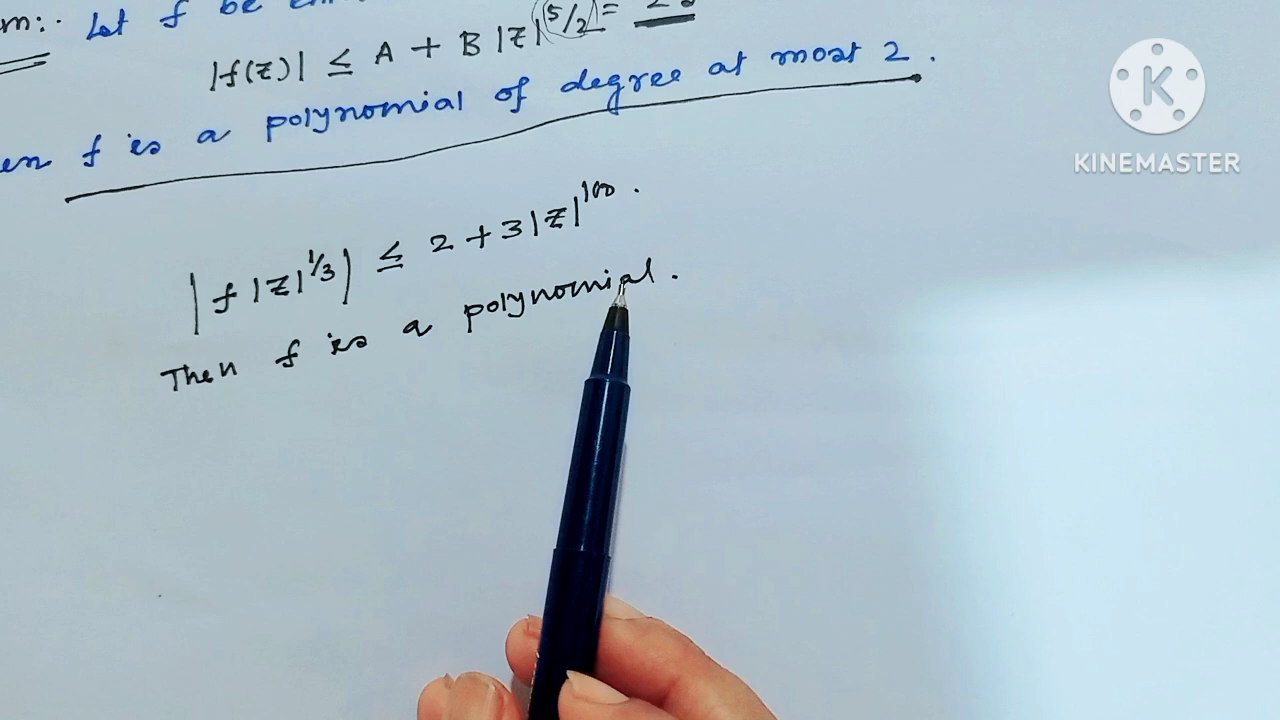 m:. Let f be
|f(z)| ≤ A + B |z|^(5/2) =
en f is a polynomial of degree at most 2.
|f |z|^1/3| ≤ 2 + 3|z|^100.
Then f is a polynomial.
K
KINEMASTER